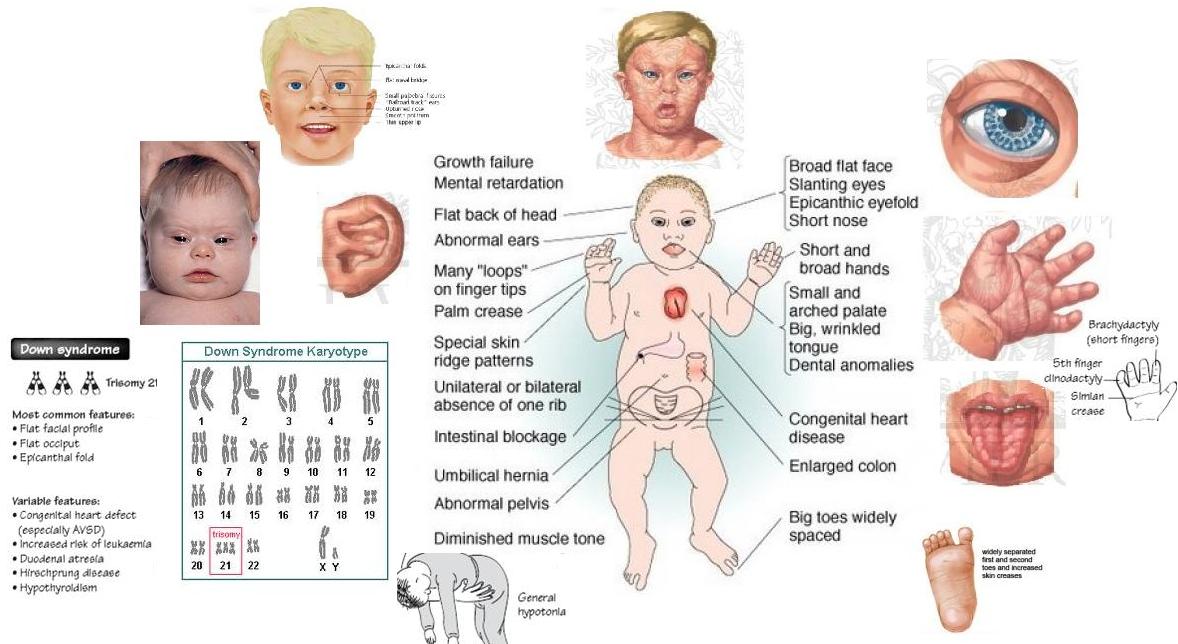 Epicanthal folds
Flat nasal bridge
Small palpebral fissures
"Railroad track" ears
Upturned nose
Smooth philtrum
Thin upper lip
Growth failure
Mental retardation
Flat back of head
Abnormal ears
Many "loops"
on finger tips
Palm crease
Special skin
ridge patterns
Unilateral or bilateral
absence of one rib
Intestinal blockage
Umbilical hernia
Abnormal pelvis
Diminished muscle tone
Broad flat face
Slanting eyes
Epicanthic eyefold
Short nose
Short and
broad hands
Small and
arched palate
Big, wrinkled
tongue
Dental anomalies
Congenital heart
disease
Enlarged colon
Big toes widely
spaced
Down syndrome
Trisomy 21
Most common features:
• Flat facial profile
• Flat occiput
• Epicanthal fold
Variable features:
• Congenital heart defect
(especially AVSD)
• Increased risk of leukaemia
• Duodenal atresia
• Hirschprung disease
• Hypothyroidism
Down Syndrome Karyotype
1 2 3 4 5
6 7 8 9 10 11 12
13 14 15 16 17 18 19
trisomy
20 21 22 X Y
General
hypotonia
Brachydactyly
(short fingers)
5th finger
clinodactyly
Simian
crease
widely separated
first and second
toes and increased
skin creases